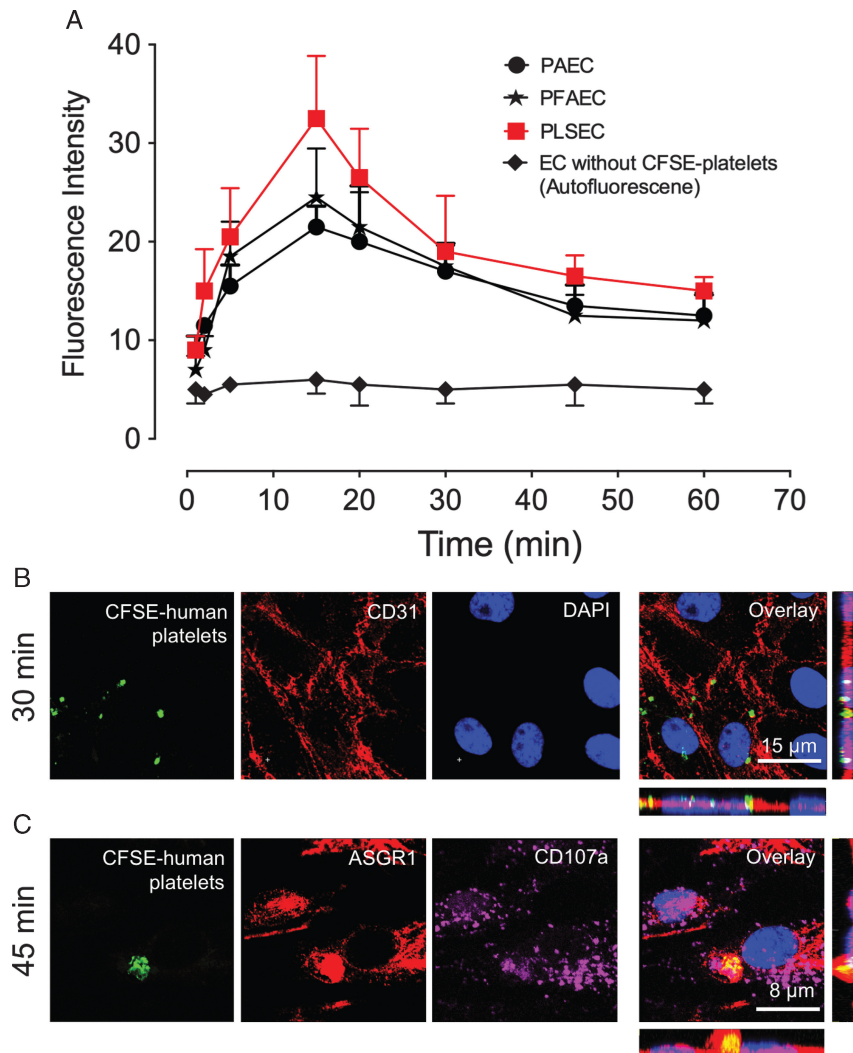 A
40
30
20
10
0
Fluorescence Intensity
PAEC
PFAEC
PLSEC
EC without CFSE-platelets
(Autofluorescene)
0 10 20 30 40 50 60 70
Time (min)
B
30 min
CFSE-human
platelets
CD31
DAPI
Overlay
15 µm
C
45 min
CFSE-human
platelets
ASGR1
CD107a
Overlay
8 µm